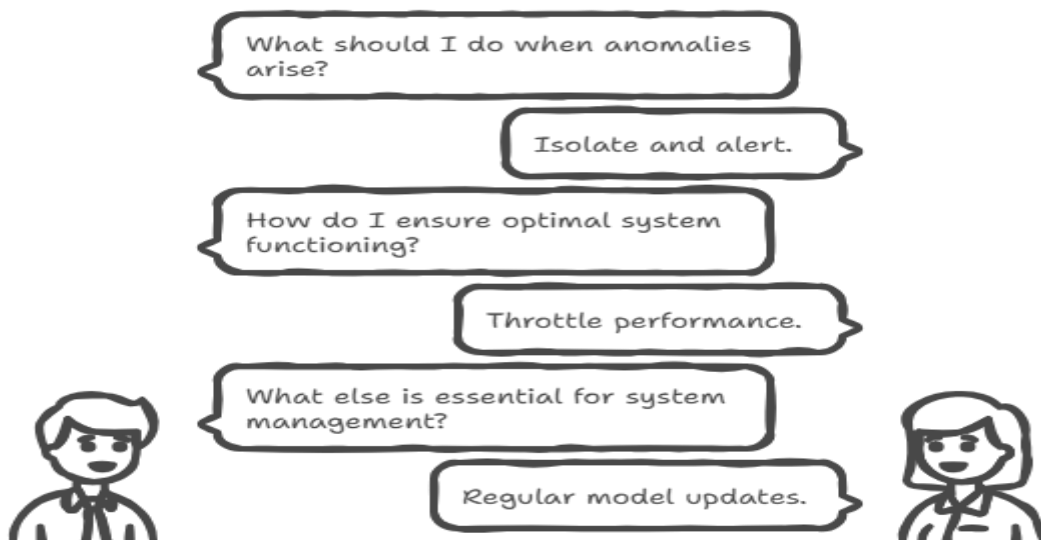 What should I do when anomalies
arise?
Isolate and alert.
How do I ensure optimal system
functioning?
Throttle performance.
What else is essential for system
management?
Regular model updates.